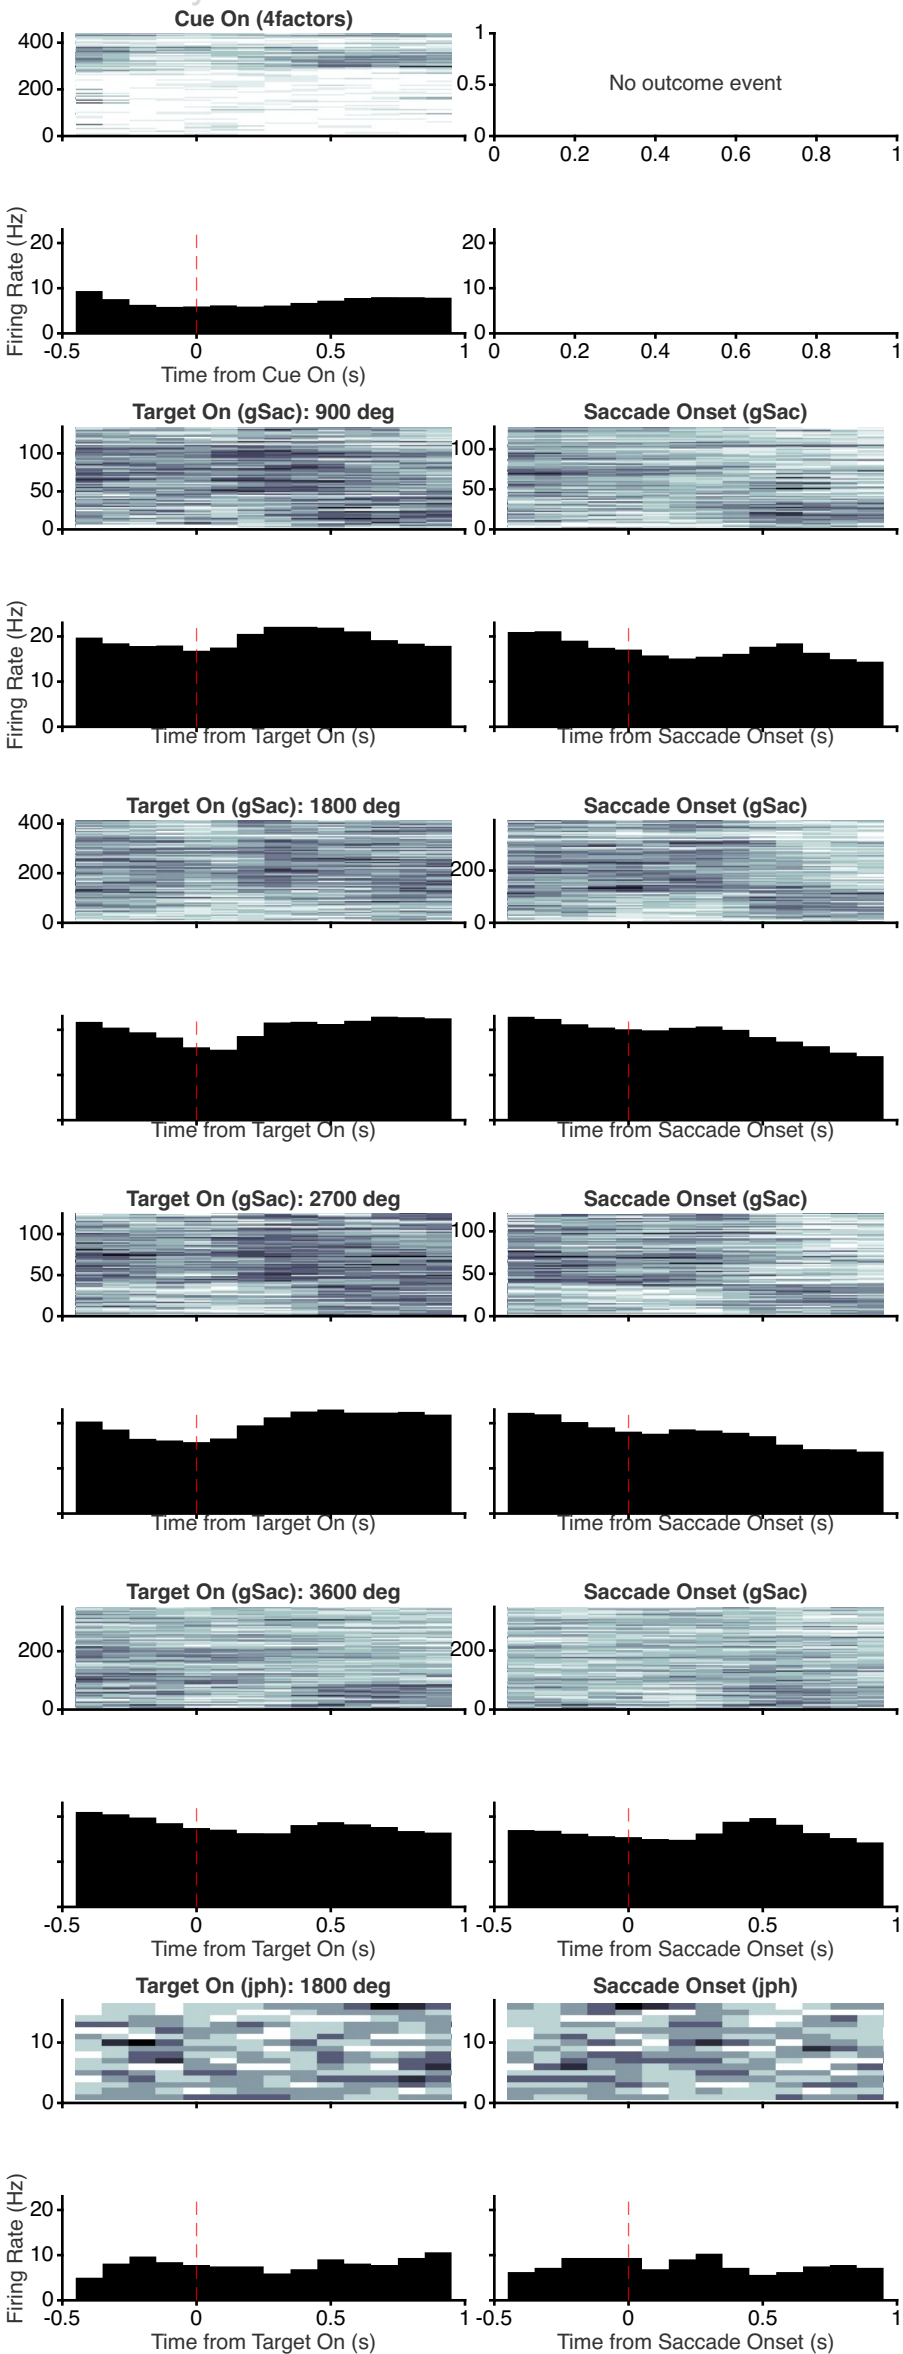 Cue On (4factors)
400
200
0
1
0.5
0
No outcome event
0 0.2 0.4 0.6 0.8 1
Firing Rate (Hz)
20
10
0
-0.5 0 0.5 1
Time from Cue On (s)
20
10
0
0 0.2 0.4 0.6 0.8 1
Target On (gSac): 900 deg
100
50
0
Saccade Onset (gSac)
100
50
0
Firing Rate (Hz)
20
10
0
Time from Target On (s)
Time from Saccade Onset (s)
Target On (gSac): 1800 deg
400
200
0
Saccade Onset (gSac)
200
0
Time from Target On (s)
Time from Saccade Onset (s)
Target On (gSac): 2700 deg
100
50
0
Saccade Onset (gSac)
100
50
0
Time from Target On (s)
Time from Saccade Onset (s)
Target On (gSac): 3600 deg
200
0
Saccade Onset (gSac)
200
0
-0.5 0 0.5 1
Time from Target On (s)
-0.5 0 0.5 1
Time from Saccade Onset (s)
Target On (jph): 1800 deg
10
0
Saccade Onset (jph)
10
0
Firing Rate (Hz)
20
10
0
-0.5 0 0.5 1
Time from Target On (s)
-0.5 0 0.5 1
Time from Saccade Onset (s)